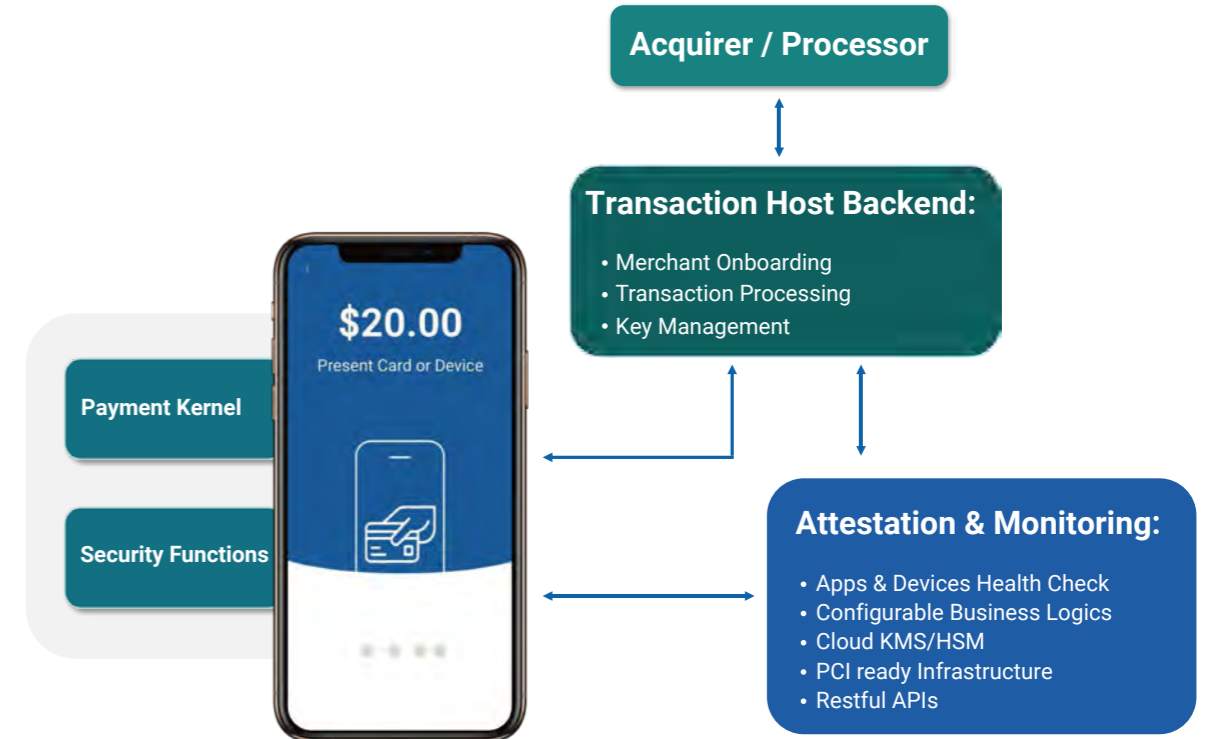 Acquirer / Processor
Transaction Host Backend:
• Merchant Onboarding
• Transaction Processing
• Key Management
$20.00
Present Card or Device
Payment Kernel
Security Functions
Attestation & Monitoring:
• Apps & Devices Health Check
• Configurable Business Logics
• Cloud KMS/HSM
• PCI ready Infrastructure
• Restful APIs